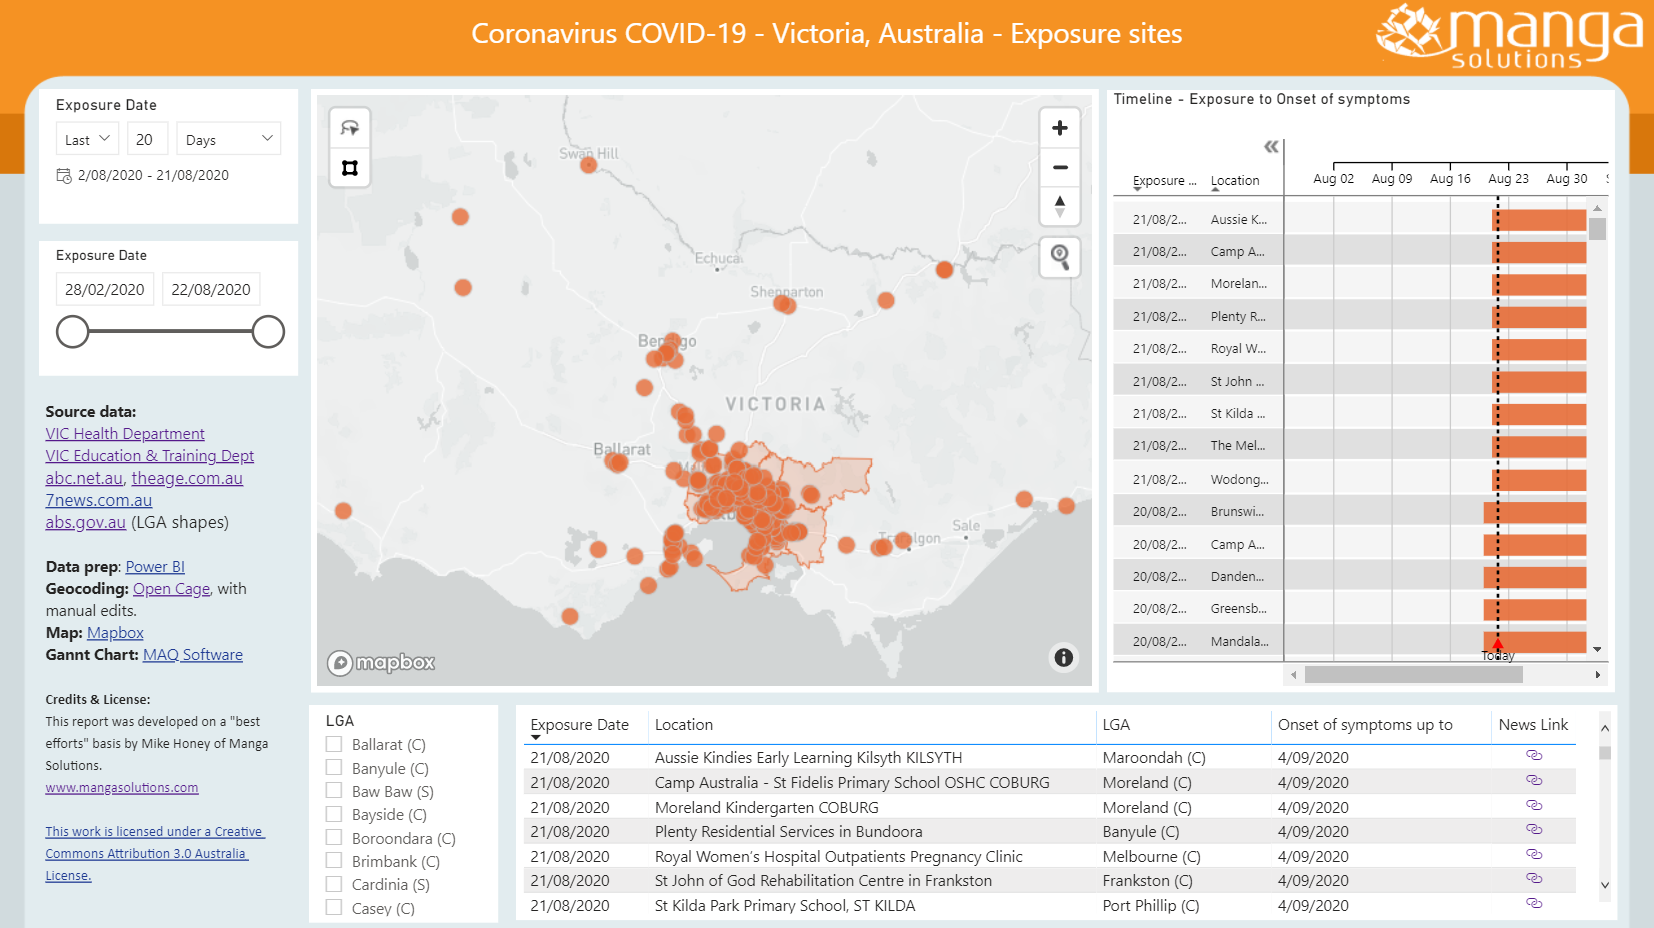 Coronavirus COVID-19 - Victoria, Australia - Exposure sites
manga
solutions
Exposure Date
Last 20 Days
2/08/2020 - 21/08/2020
Exposure Date
28/02/2020 22/08/2020
Source data:
VIC Health Department
VIC Education & Training Dept
abc.net.au, theage.com.au
7news.com.au
abs.gov.au (LGA shapes)
Data prep: Power BI
Geocoding: Open Cage, with
manual edits.
Map: Mapbox
Gannt Chart: MAQ Software
Credits & License:
This report was developed on a "best
efforts" basis by Mike Honey of Manga
Solutions.
www.mangasolutions.com
This work is licensed under a Creative
Commons Attribution 3.0 Australia
License.
Swan Hill
Echuca
Shepparton
VICTORIA
Ballarat
Sale
mapbox
Timeline - Exposure to Onset of symptoms
Exposure ... Location
Aug 02 Aug 09 Aug 16 Aug 23 Aug 30
21/08/2... Aussie K...
21/08/2... Camp A...
21/08/2... Morelan...
21/08/2... Plenty R...
21/08/2... Royal W...
21/08/2... St John ...
21/08/2... St Kilda ...
21/08/2... The Mel...
21/08/2... Wodong...
20/08/2... Brunswi...
20/08/2... Camp A...
20/08/2... Danden...
20/08/2... Greensb...
20/08/2... Mandala...
Today
LGA
Ballarat (C)
Banyule (C)
Baw Baw (S)
Bayside (C)
Boroondara (C)
Brimbank (C)
Cardinia (S)
Casey (C)
Exposure Date Location LGA Onset of symptoms up to News Link
21/08/2020 Aussie Kindies Early Learning Kilsyth KILSYTH Maroondah (C) 4/09/2020
21/08/2020 Camp Australia - St Fidelis Primary School OSHC COBURG Moreland (C) 4/09/2020
21/08/2020 Moreland Kindergarten COBURG Moreland (C) 4/09/2020
21/08/2020 Plenty Residential Services in Bundoora Banyule (C) 4/09/2020
21/08/2020 Royal Women's Hospital Outpatients Pregnancy Clinic Melbourne (C) 4/09/2020
21/08/2020 St John of God Rehabilitation Centre in Frankston Frankston (C) 4/09/2020
21/08/2020 St Kilda Park Primary School, ST KILDA Port Phillip (C) 4/09/2020